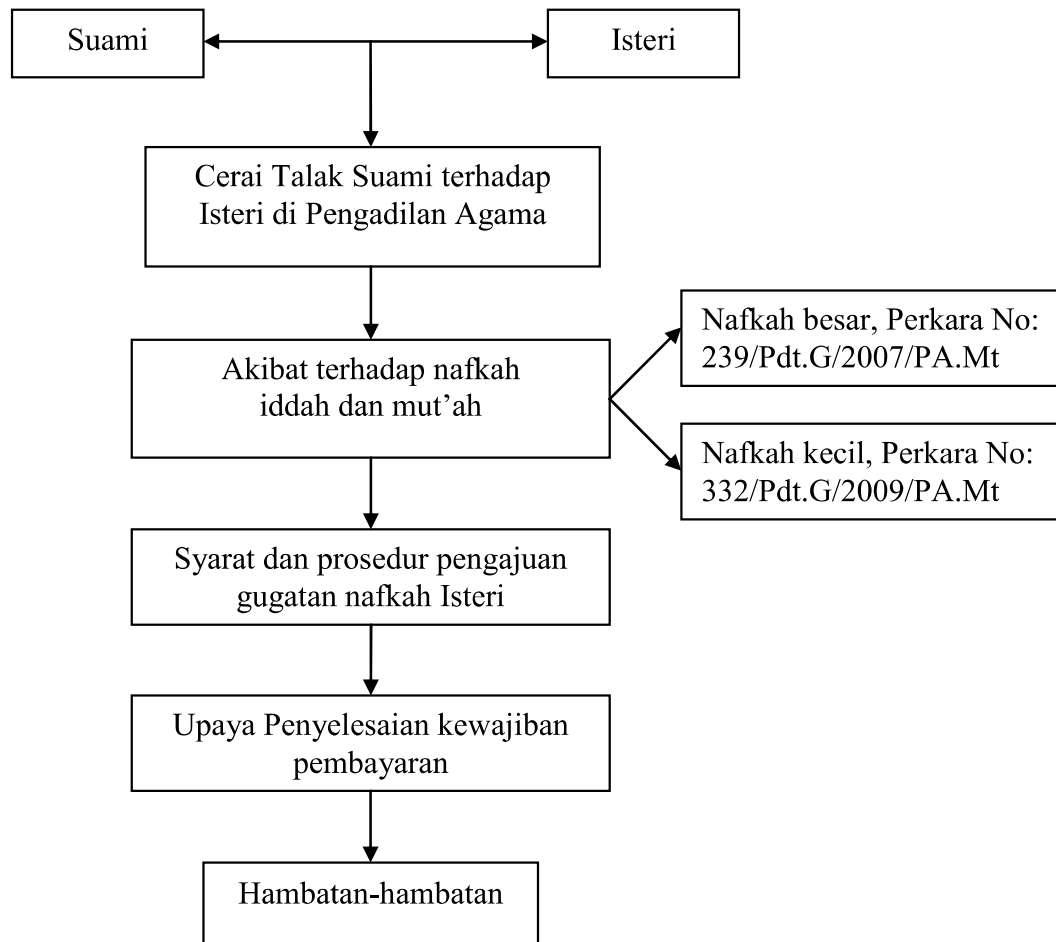 Suami
Isteri
Cerai Talak Suami terhadap
Isteri di Pengadilan Agama
Akibat terhadap nafkah
iddah dan mut’ah
Nafkah besar, Perkara No:
239/Pdt.G/2007/PA.Mt
Nafkah kecil, Perkara No:
332/Pdt.G/2009/PA.Mt
Syarat dan prosedur pengajuan
gugatan nafkah Isteri
Upaya Penyelesaian kewajiban
pembayaran
Hambatan-hambatan